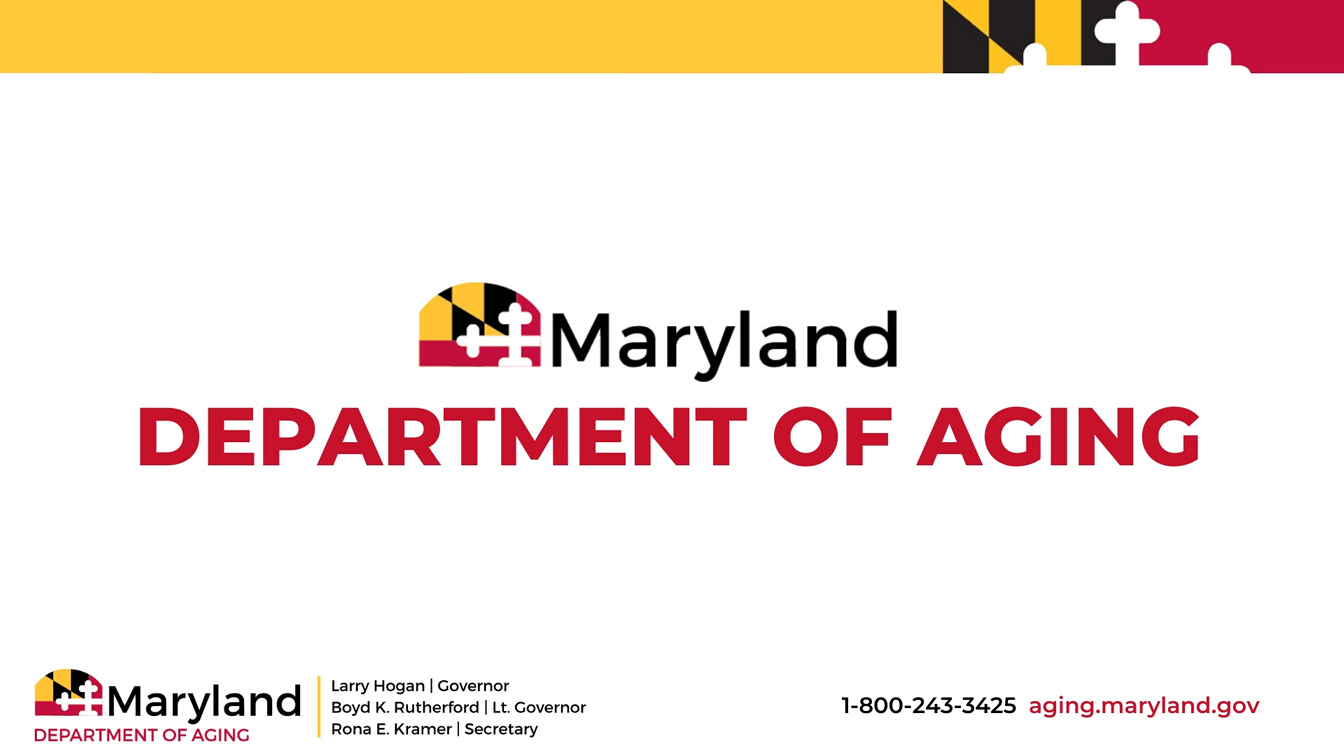 Maryland
DEPARTMENT OF AGING
Maryland
DEPARTMENT OF AGING
Larry Hogan | Governor
Boyd K. Rutherford | Lt. Governor
Rona E. Kramer | Secretary
1-800-243-3425 aging.maryland.gov